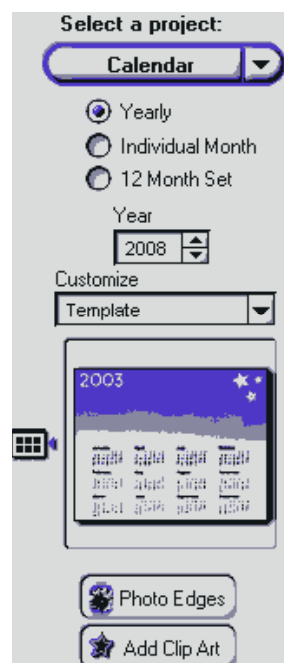 Select a project:
Calendar
Yearly
Individual Month
12 Month Set
Year
2008
Customize
Template
2003
Photo Edges
Add Clip Art